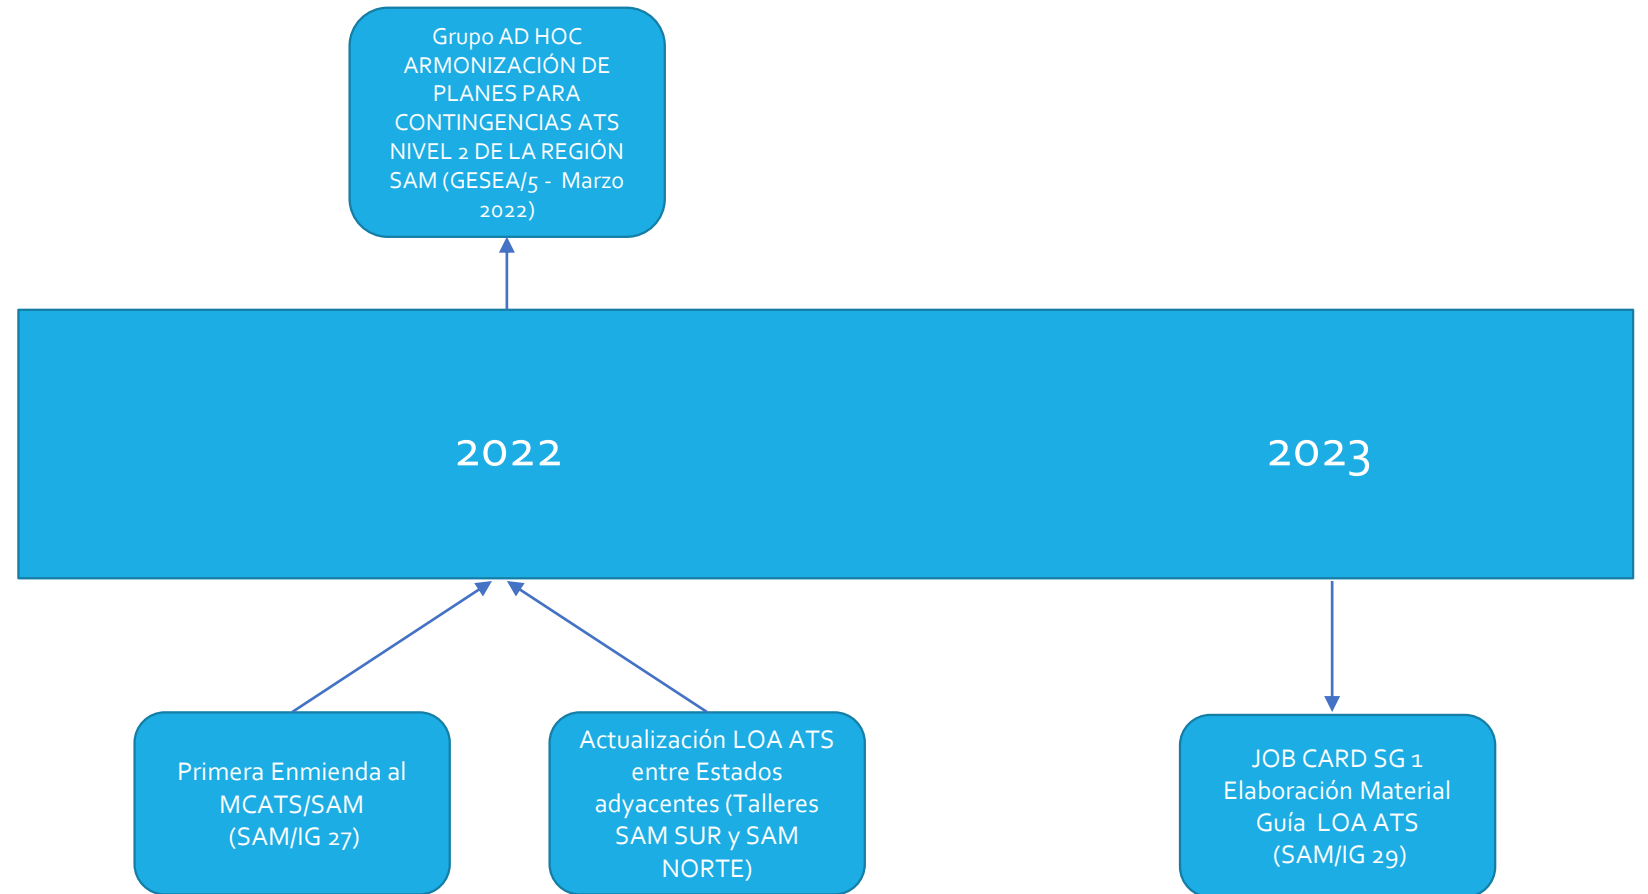 Grupo AD HOC
ARMONIZACIÓN DE
PLANES PARA
CONTINGENCIAS ATS
NIVEL 2 DE LA REGIÓN
SAM (GESEA/5 - Marzo
2022)
2022
2023
Primera Enmienda al
MCATS/SAM
(SAM/IG 27)
Actualización LOA ATS
entre Estados
adyacentes (Talleres
SAM SUR y SAM
NORTE)
JOB CARD SG 1
Elaboración Material
Guía LOA ATS
(SAM/IG 29)